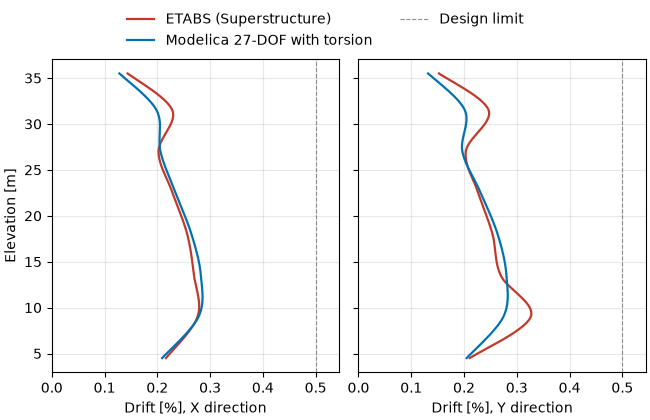 ETABS (Superstructure)
Modelica 27-DOF with torsion
Design limit
35
30
25
20
15
10
5
Elevation [m]
0.0 0.1 0.2 0.3 0.4 0.5
Drift [%], X direction
0.0 0.1 0.2 0.3 0.4 0.5
Drift [%], Y direction